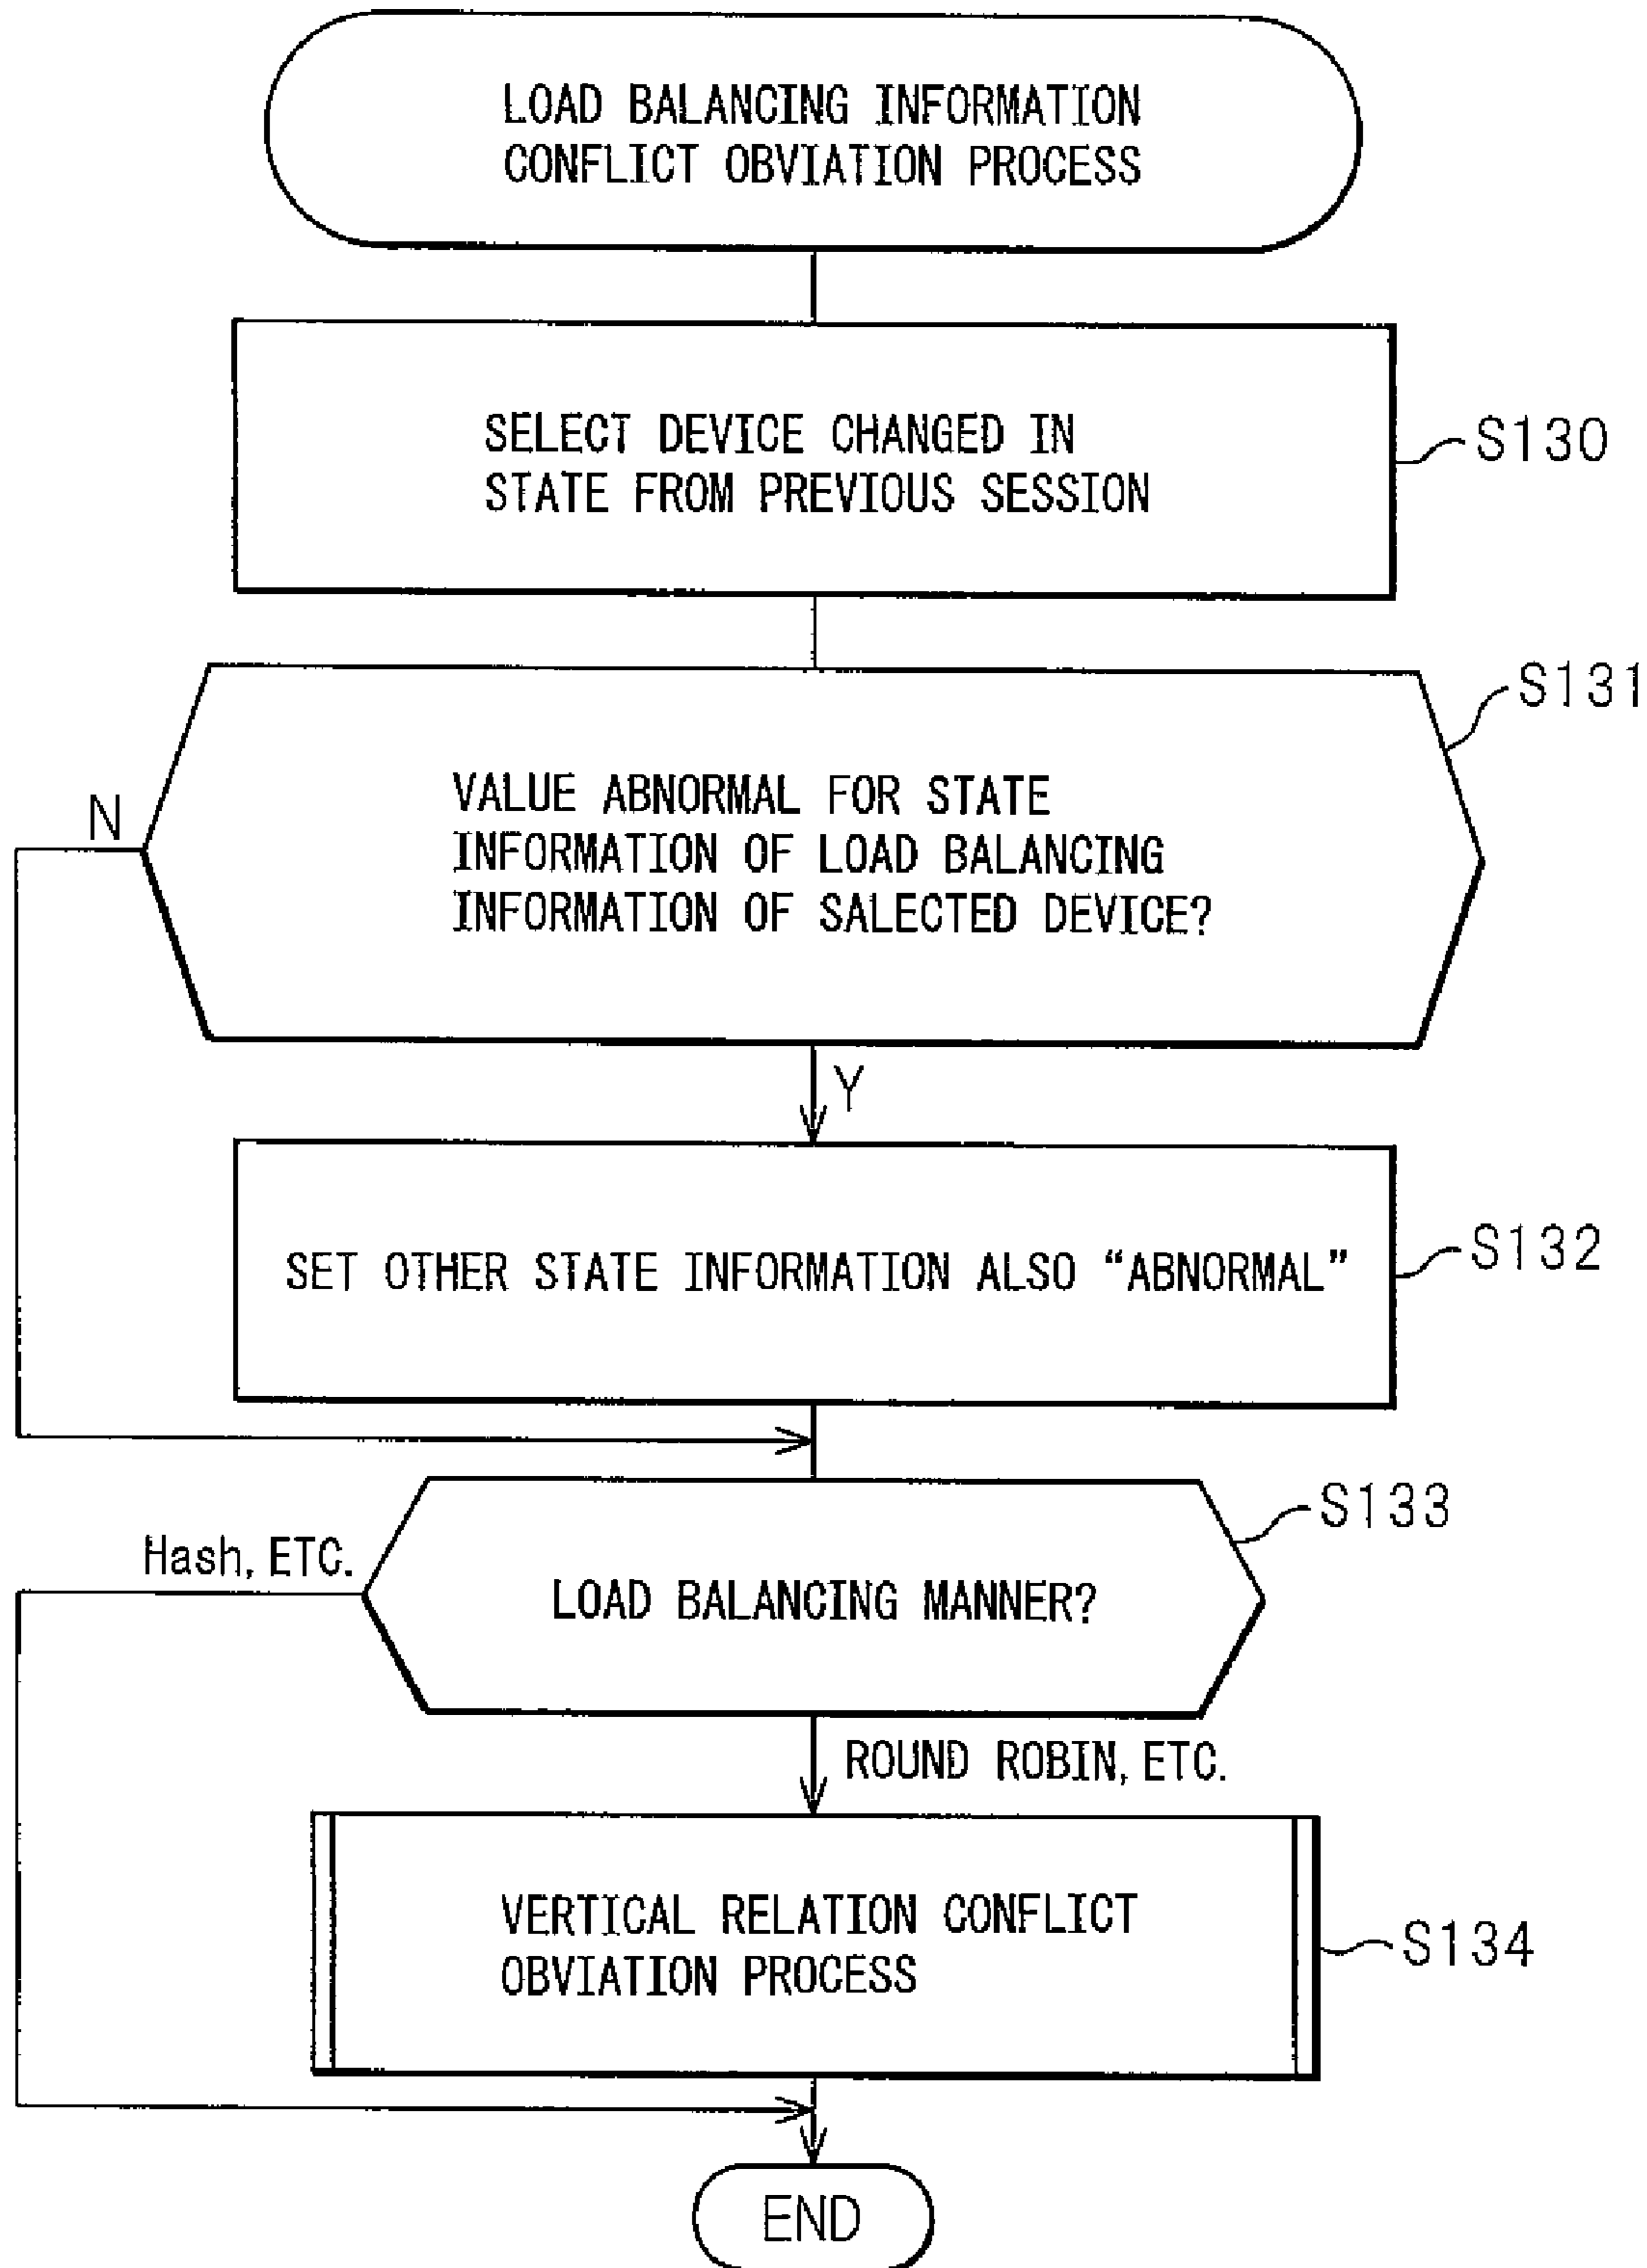 LOAD BALANCING INFORMATION
CONFLICT OBVIATION PROCESS
SELECT DEVICE CHANGED IN
STATE FROM PREVIOUS SESSION
S130
S131
VALUE ABNORMAL FOR STATE
INFORMATION OF LOAD BALANCING
INFORMATION OF SALECTED DEVICE?
N
Y
SET OTHER STATE INFORMATION ALSO “ABNORMAL”
S132
S133
Hash, ETC.
LOAD BALANCING MANNER?
ROUND ROBIN, ETC.
VERTICAL RELATION CONFLICT
OBVIATION PROCESS
S134
END